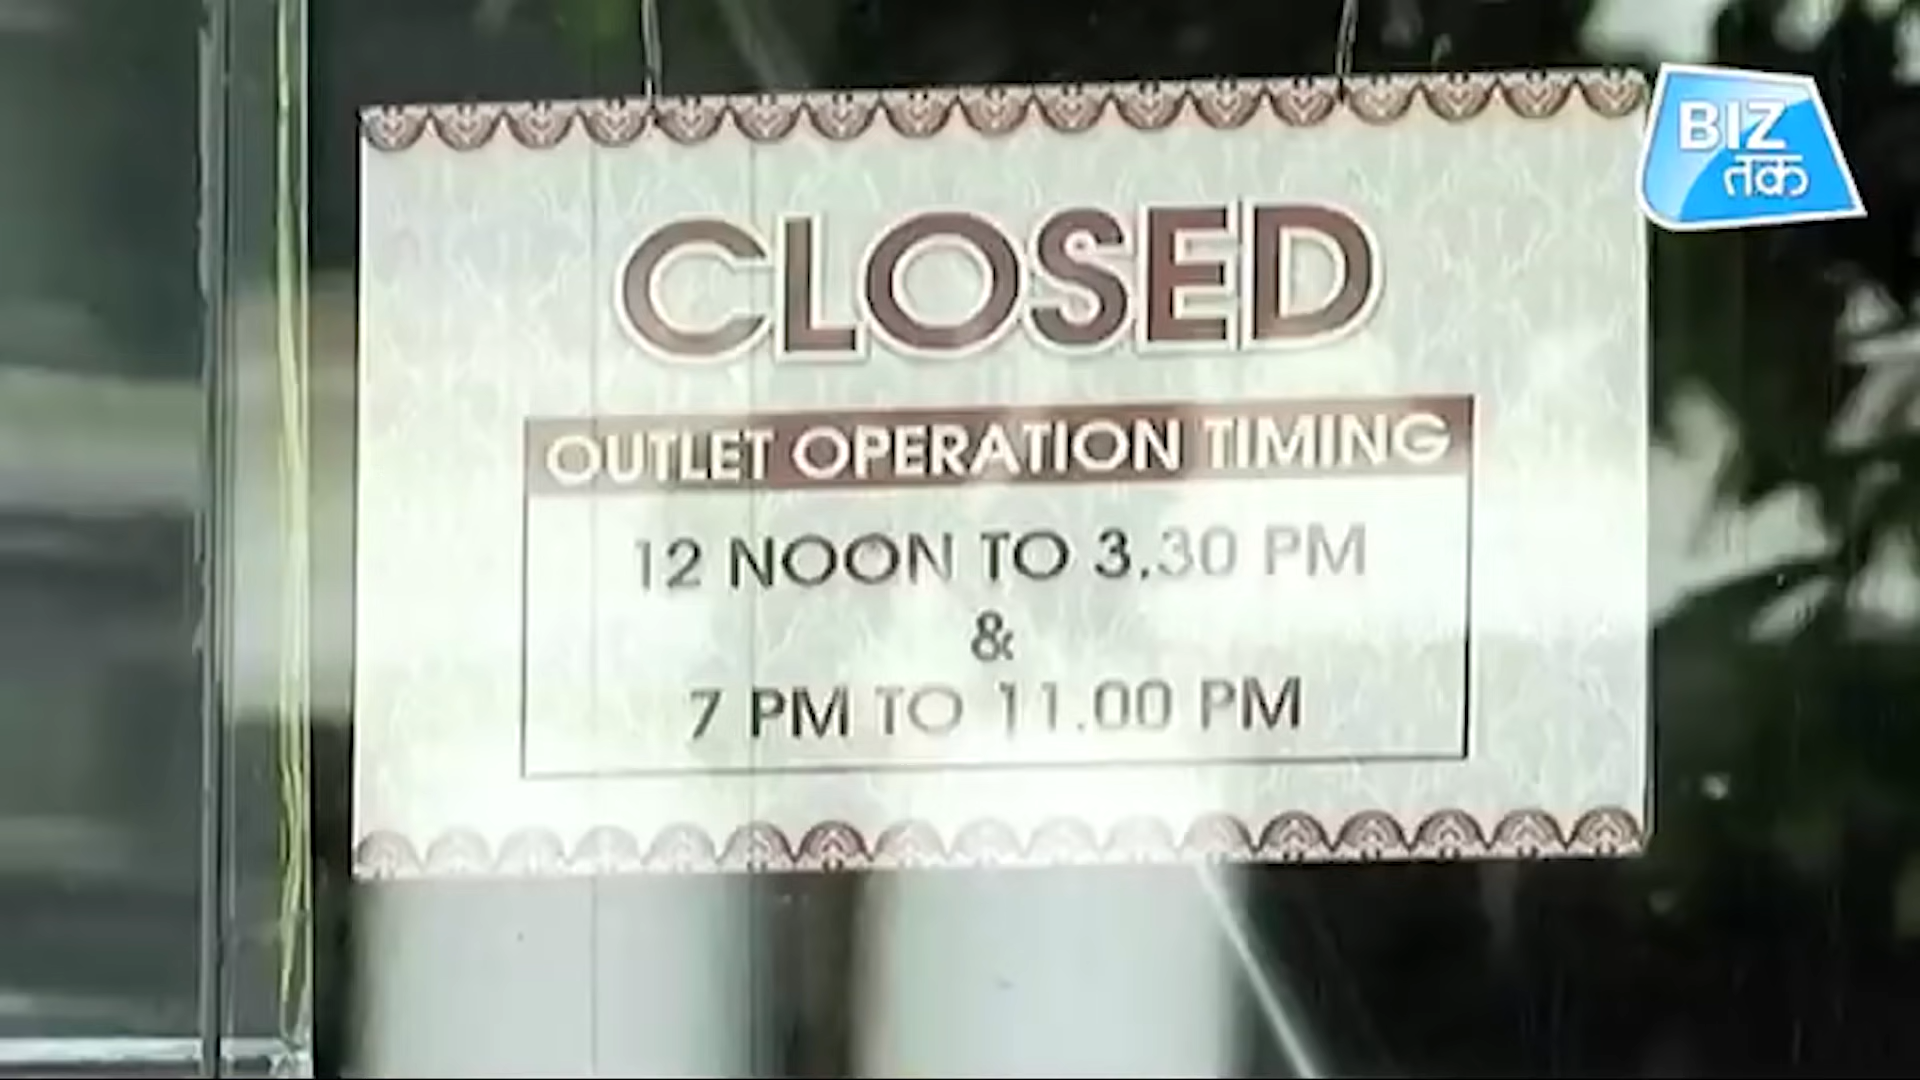 BIZ
तक
CLOSED
OUTLET OPERATION TIMING
12 NOON TO 3.30 PM
&
7 PM TO 11.00 PM